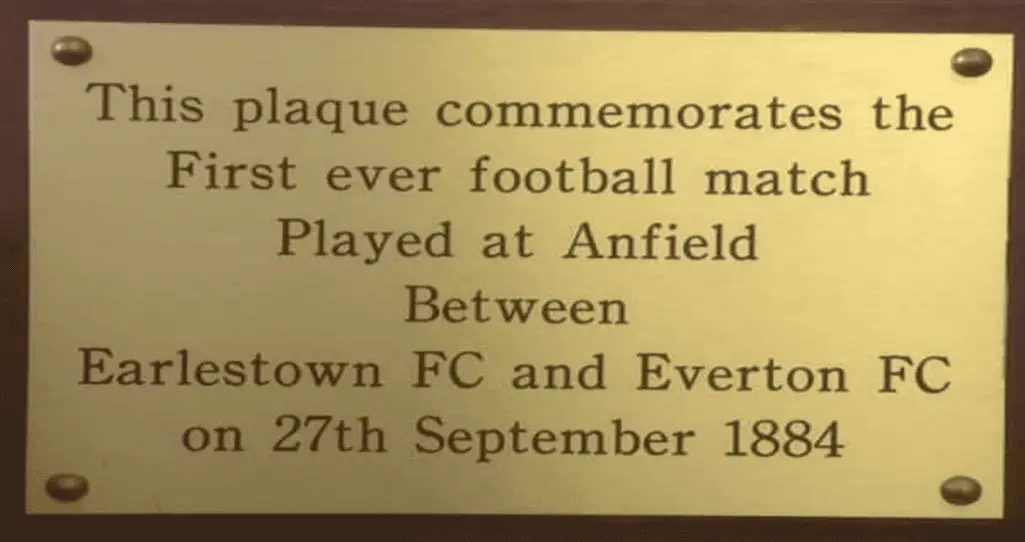 This plaque commemorates the
First ever football match
Played at Anfield
Between
Earlestown FC and Everton FC
on 27th September 1884